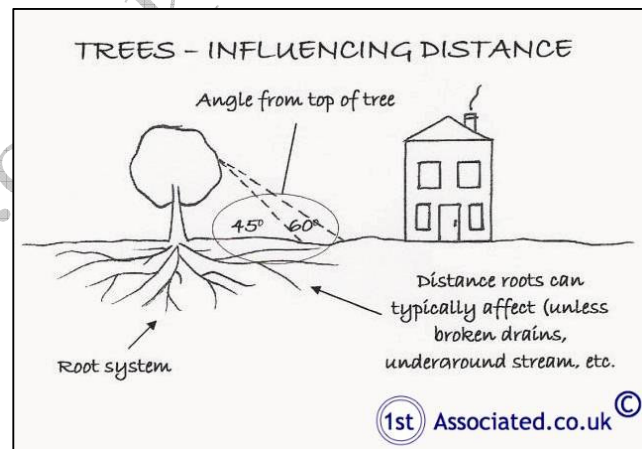 TREES – INFLUENCING DISTANCE
Angle from top of tree
45° 60°
Distance roots can
typically affect (unless
broken drains,
underground stream, etc.
Root system
1st Associated.co.uk ©